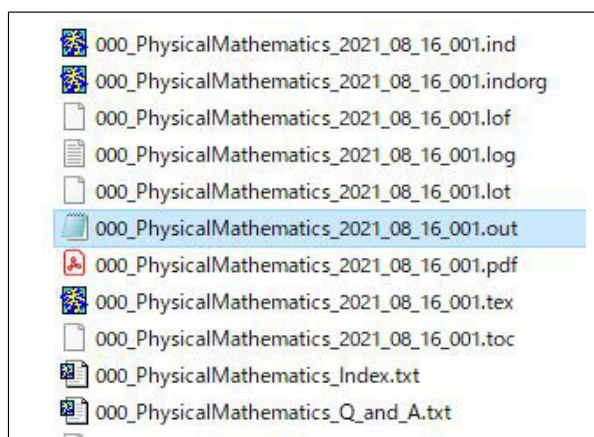 000_PhysicalMathematics_2021_08_16_001.ind
000_PhysicalMathematics_2021_08_16_001.indorg
000_PhysicalMathematics_2021_08_16_001.lof
000_PhysicalMathematics_2021_08_16_001.log
000_PhysicalMathematics_2021_08_16_001.lot
000_PhysicalMathematics_2021_08_16_001.out
000_PhysicalMathematics_2021_08_16_001.pdf
000_PhysicalMathematics_2021_08_16_001.tex
000_PhysicalMathematics_2021_08_16_001.toc
000_PhysicalMathematics_Index.txt
000_PhysicalMathematics_Q_and_A.txt